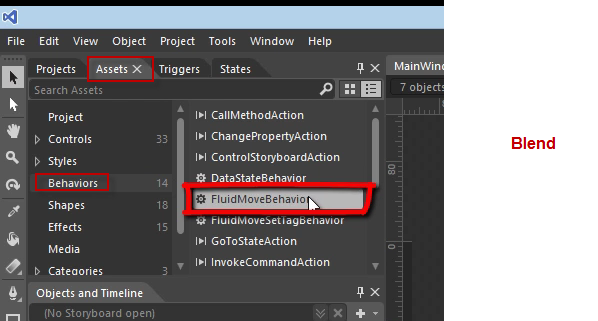 File Edit View Object Project Tools Window Help
Projects Assets Triggers States
MainWind
Search Assets
7 objects
Project
Controls 33
Styles
Behaviors 14
Shapes 18
Effects 15
Media
Categories 3
CallMethodAction
ChangePropertyAction
ControlStoryboardAction
DataStateBehavior
FluidMoveBehavior
FluidMoveSetTagBehavior
GoToStateAction
InvokeCommandAction
80
0
Blend
Objects and Timeline
(No Storyboard open)